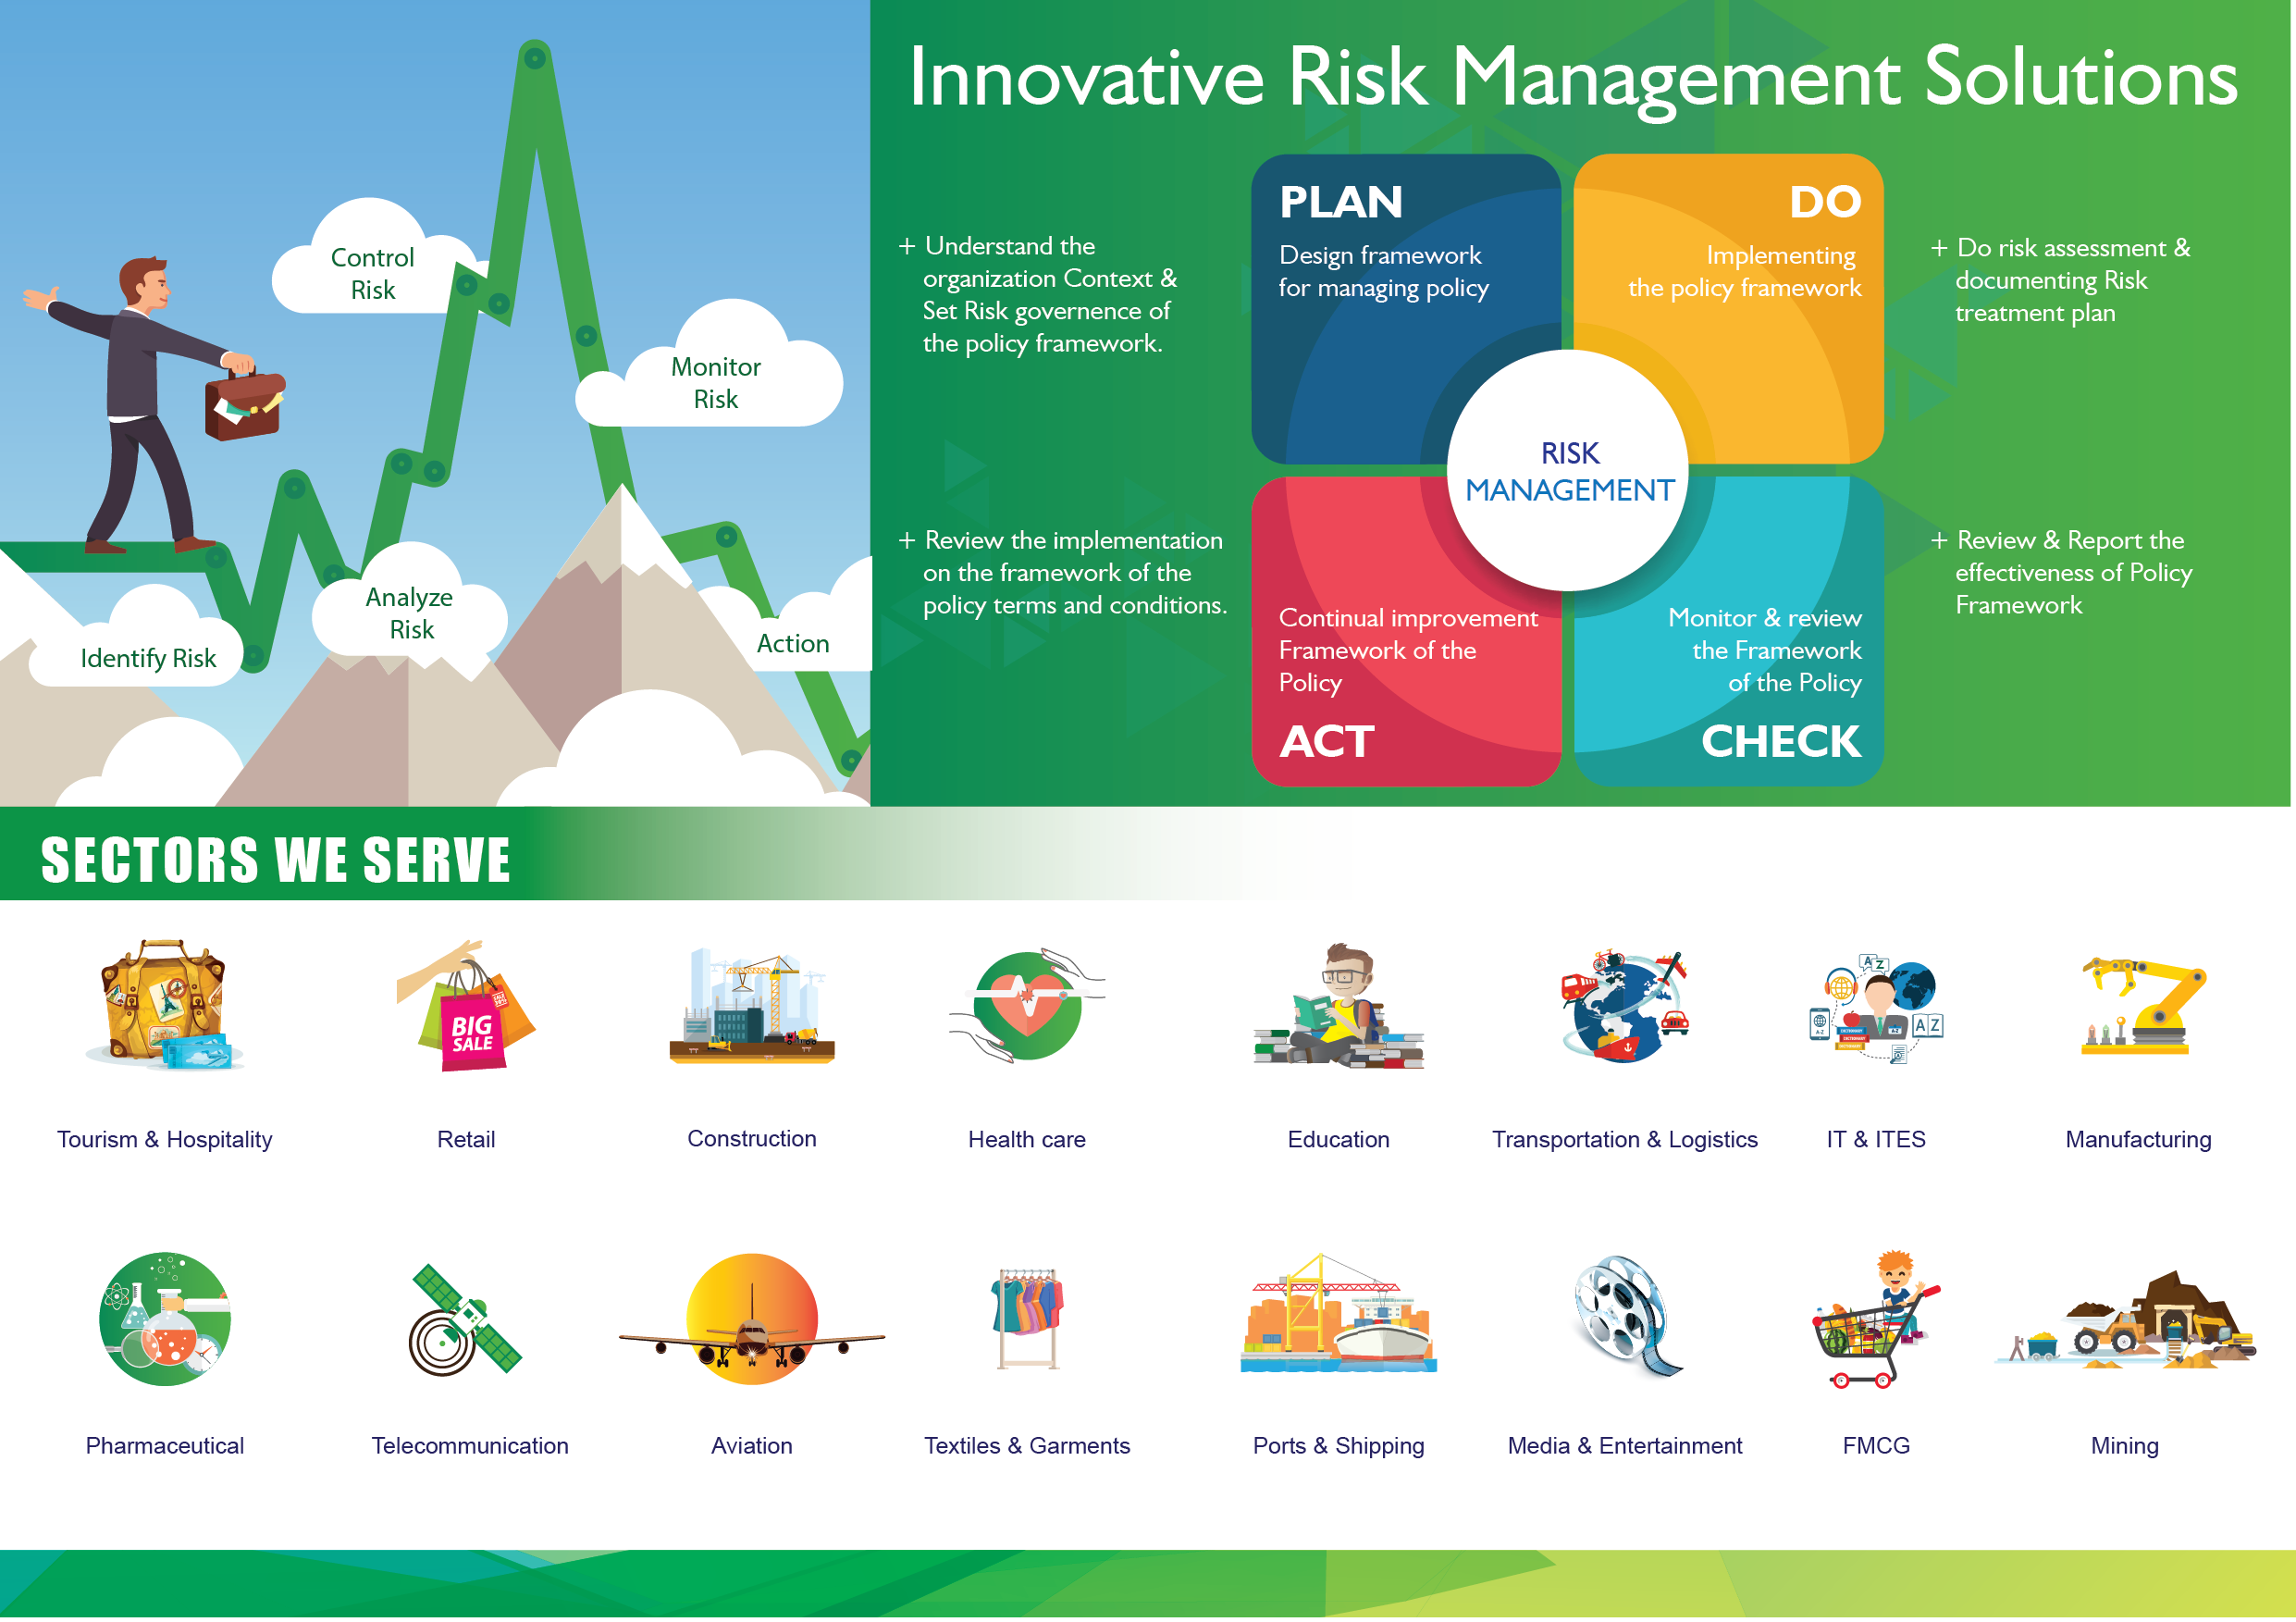 Innovative Risk Management Solutions
Control
Risk
Monitor
Risk
Analyze
Risk
Identify Risk
Action
+ Understand the
organization Context &
Set Risk governence of
the policy framework.
PLAN
Design framework
for managing policy
DO
Implementing
the policy framework
+ Do risk assessment &
documenting Risk
treatment plan
RISK
MANAGEMENT
+ Review the implementation
on the framework of the
policy terms and conditions.
Continual improvement
Framework of the
Policy
ACT
Monitor & review
the Framework
of the Policy
CHECK
+ Review & Report the
effectiveness of Policy
Framework
SECTORS WE SERVE
BIG
SALE
A Z
A Z
A-Z
A-Z
DICTIONARY
DICTIONARY
DICTIONARY
Tourism & Hospitality
Retail
Construction
Health care
Education
Transportation & Logistics
IT & ITES
Manufacturing
Pharmaceutical
Telecommunication
Aviation
Textiles & Garments
Ports & Shipping
Media & Entertainment
FMCG
Mining